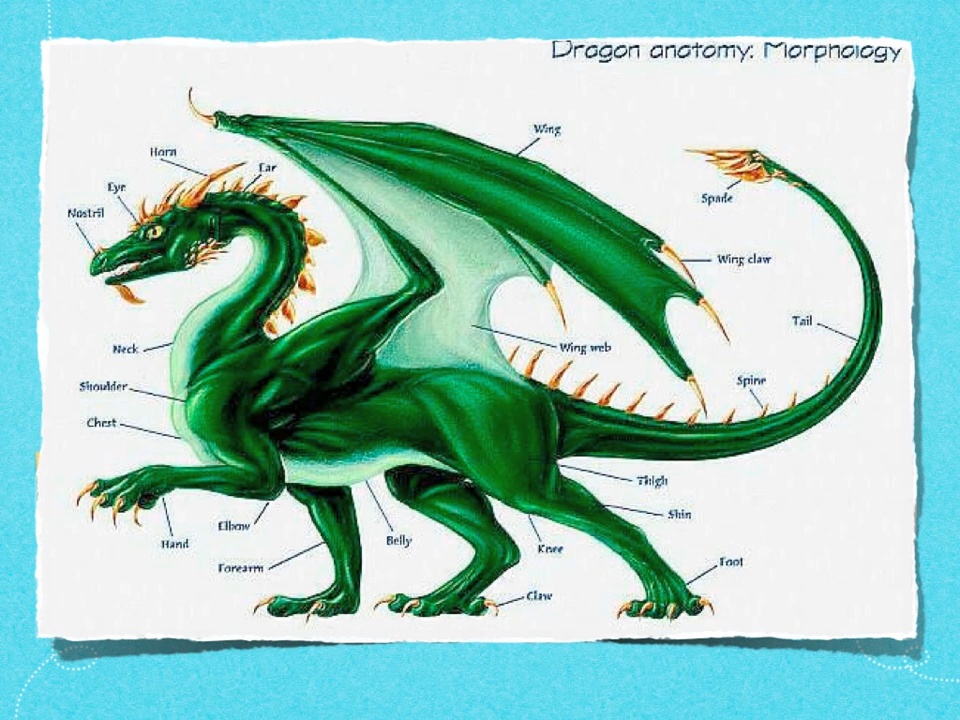 Dragon anatomy: Morphology
Wing
Horn
Ear
Eye
Nostril
Spade
Wing claw
Tail
Neck
Wing web
Shoulder
Spine
Chest
Thigh
Shin
Elbow
Hand
Belly
Knee
Forearm
Foot
Claw